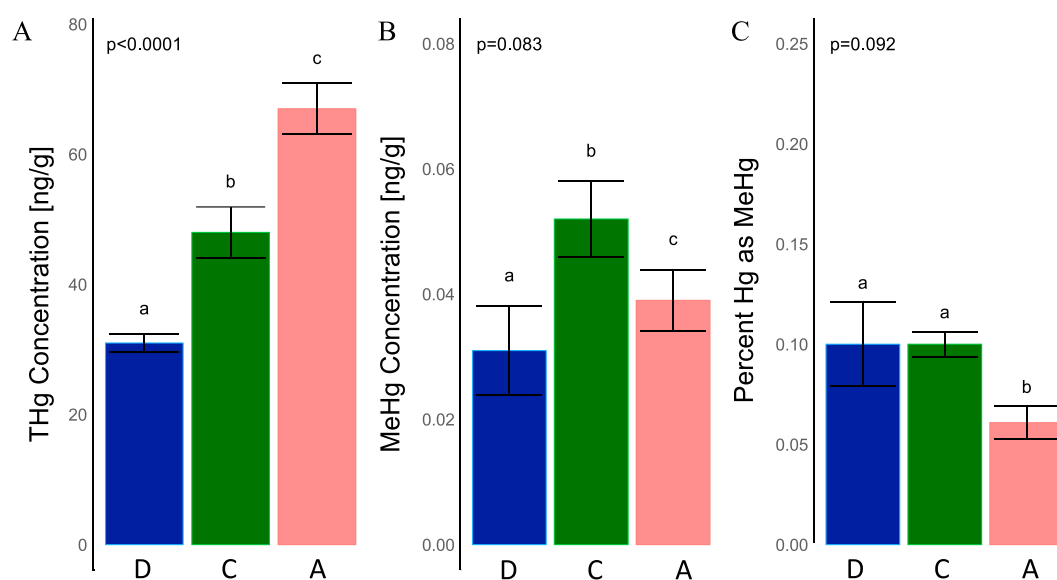 A
THg Concentration [ng/g]
80
60
40
20
0
p<0.0001
a
b
c
D
C
A
B
MeHg Concentration [ng/g]
0.08
0.06
0.04
0.02
0.00
p=0.083
a
b
c
D
C
A
C
Percent Hg as MeHg
0.25
0.20
0.15
0.10
0.05
0.00
p=0.092
a
a
b
D
C
A